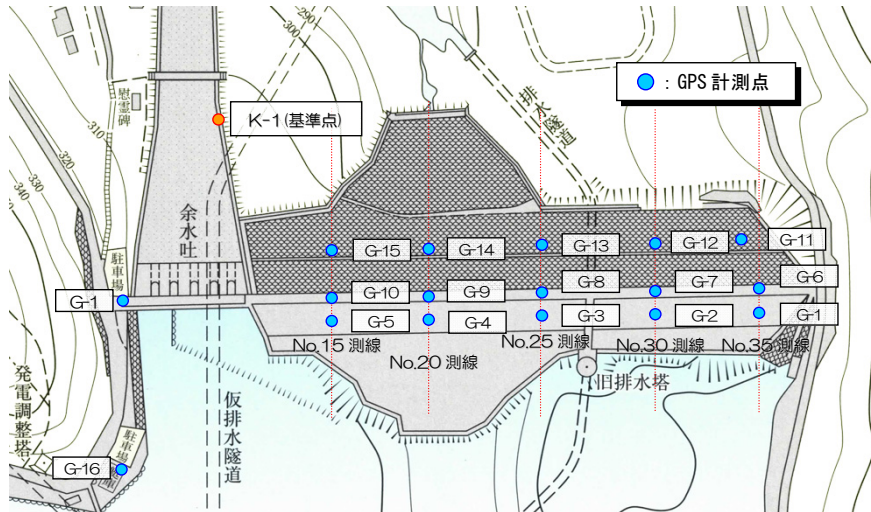 ：GPS 計測点
K-1(基準点)
慰霊碑
排水隧道
310
320
330
340
300
290
300
余水吐
駐車場
G-15
G-14
G-13
G-12
G-11
G-1
G-10
G-9
G-8
G-7
G-6
G-5
G-4
G-3
G-2
G-1
No.15 測線
No.20 測線
No.25 測線
No.30 測線
No.35 測線
旧排水塔
発電調整塔
仮排水隧道
駐車場
G-16